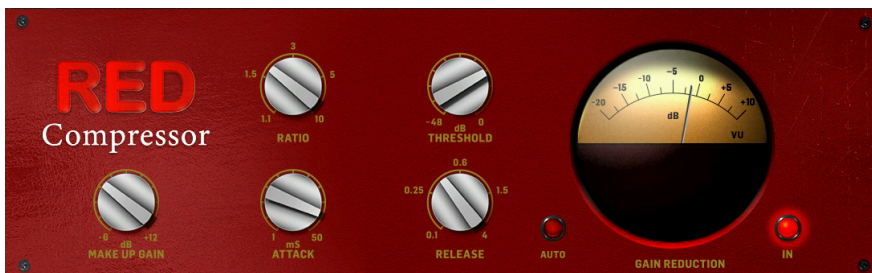 RED
Compressor
3
1.5
5
1.1
10
RATIO
-48
dB
0
THRESHOLD
-20
-15
-10
-5
0
+5
+10
dB
VU
-6
dB
+12
MAKE UP GAIN
1
mS
50
ATTACK
0.6
0.25
1.5
0.1
4
RELEASE
AUTO
GAIN REDUCTION
IN